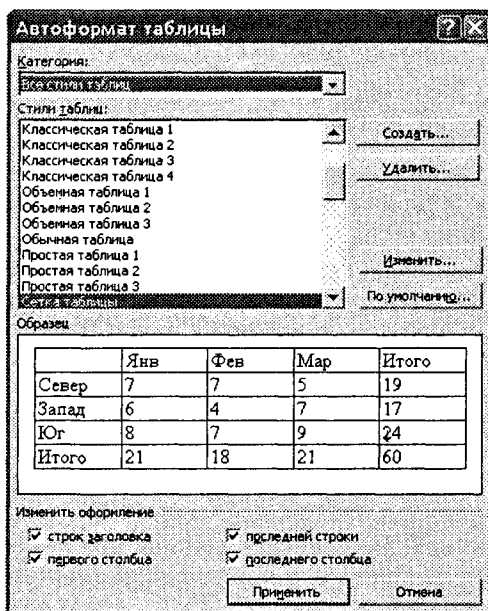 Автоформат таблицы
Категория:
Все стили таблиц
Стили таблиц:
Классическая таблица 1
Классическая таблица 2
Классическая таблица 3
Классическая таблица 4
Объемная таблица 1
Объемная таблица 2
Объемная таблица 3
Обычная таблица
Простая таблица 1
Простая таблица 2
Простая таблица 3
Сетка таблицы
Создать...
Удалить...
Изменить...
По умолчанию...
Образец
Янв Фев Мар Итого
Север 7 7 5 19
Запад 6 4 7 17
Юг 8 7 9 24
Итого 21 18 21 60
Изменить оформление
строк заголовка последней строки
первого столбца последнего столбца
Применить Отмена